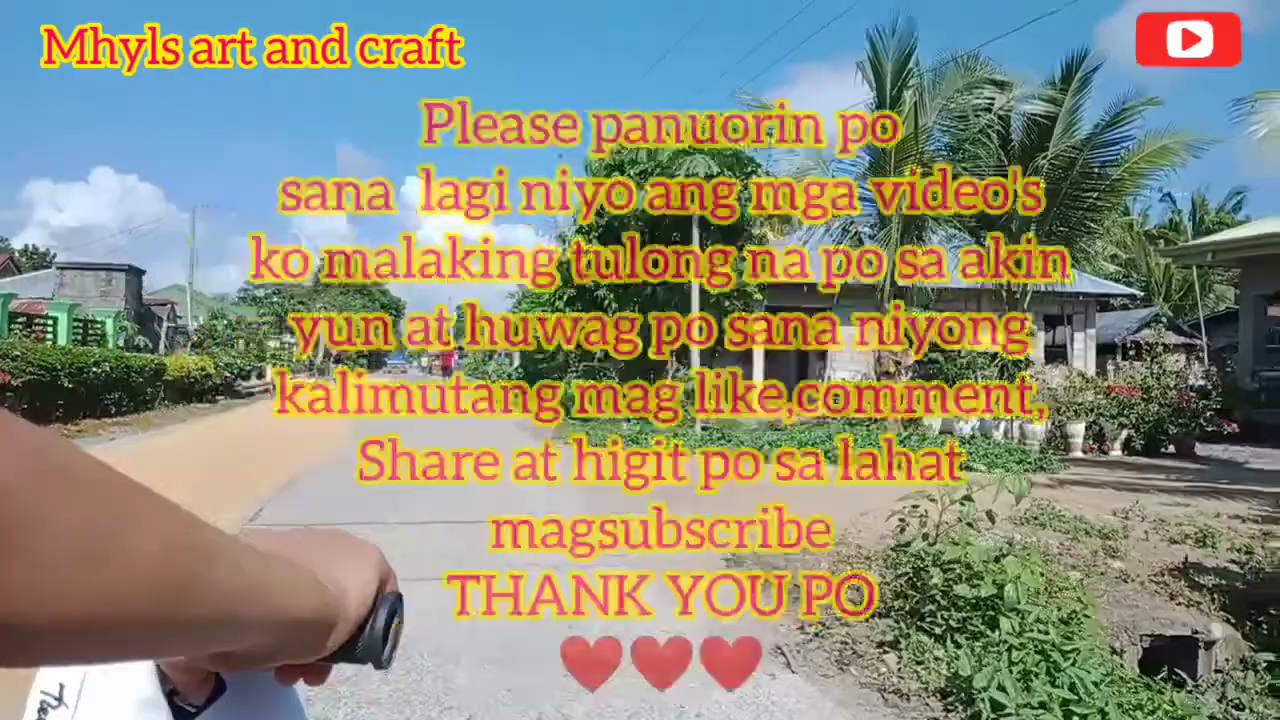 Mhyls art and craft
Please panuorin po
sana lagi niyo ang mga video's
ko malaking tulong na po sa akin
yun at huwag po sana niyong
kalimutang mag like,comment,
Share at higit po sa lahat
magsubscribe
THANK YOU PO